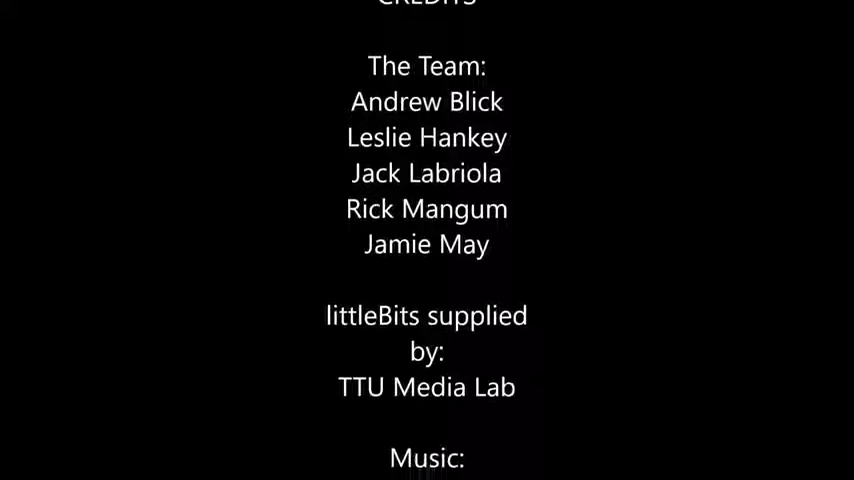 CREDITS
The Team:
Andrew Blick
Leslie Hankey
Jack Labriola
Rick Mangum
Jamie May
littleBits supplied
by:
TTU Media Lab
Music: